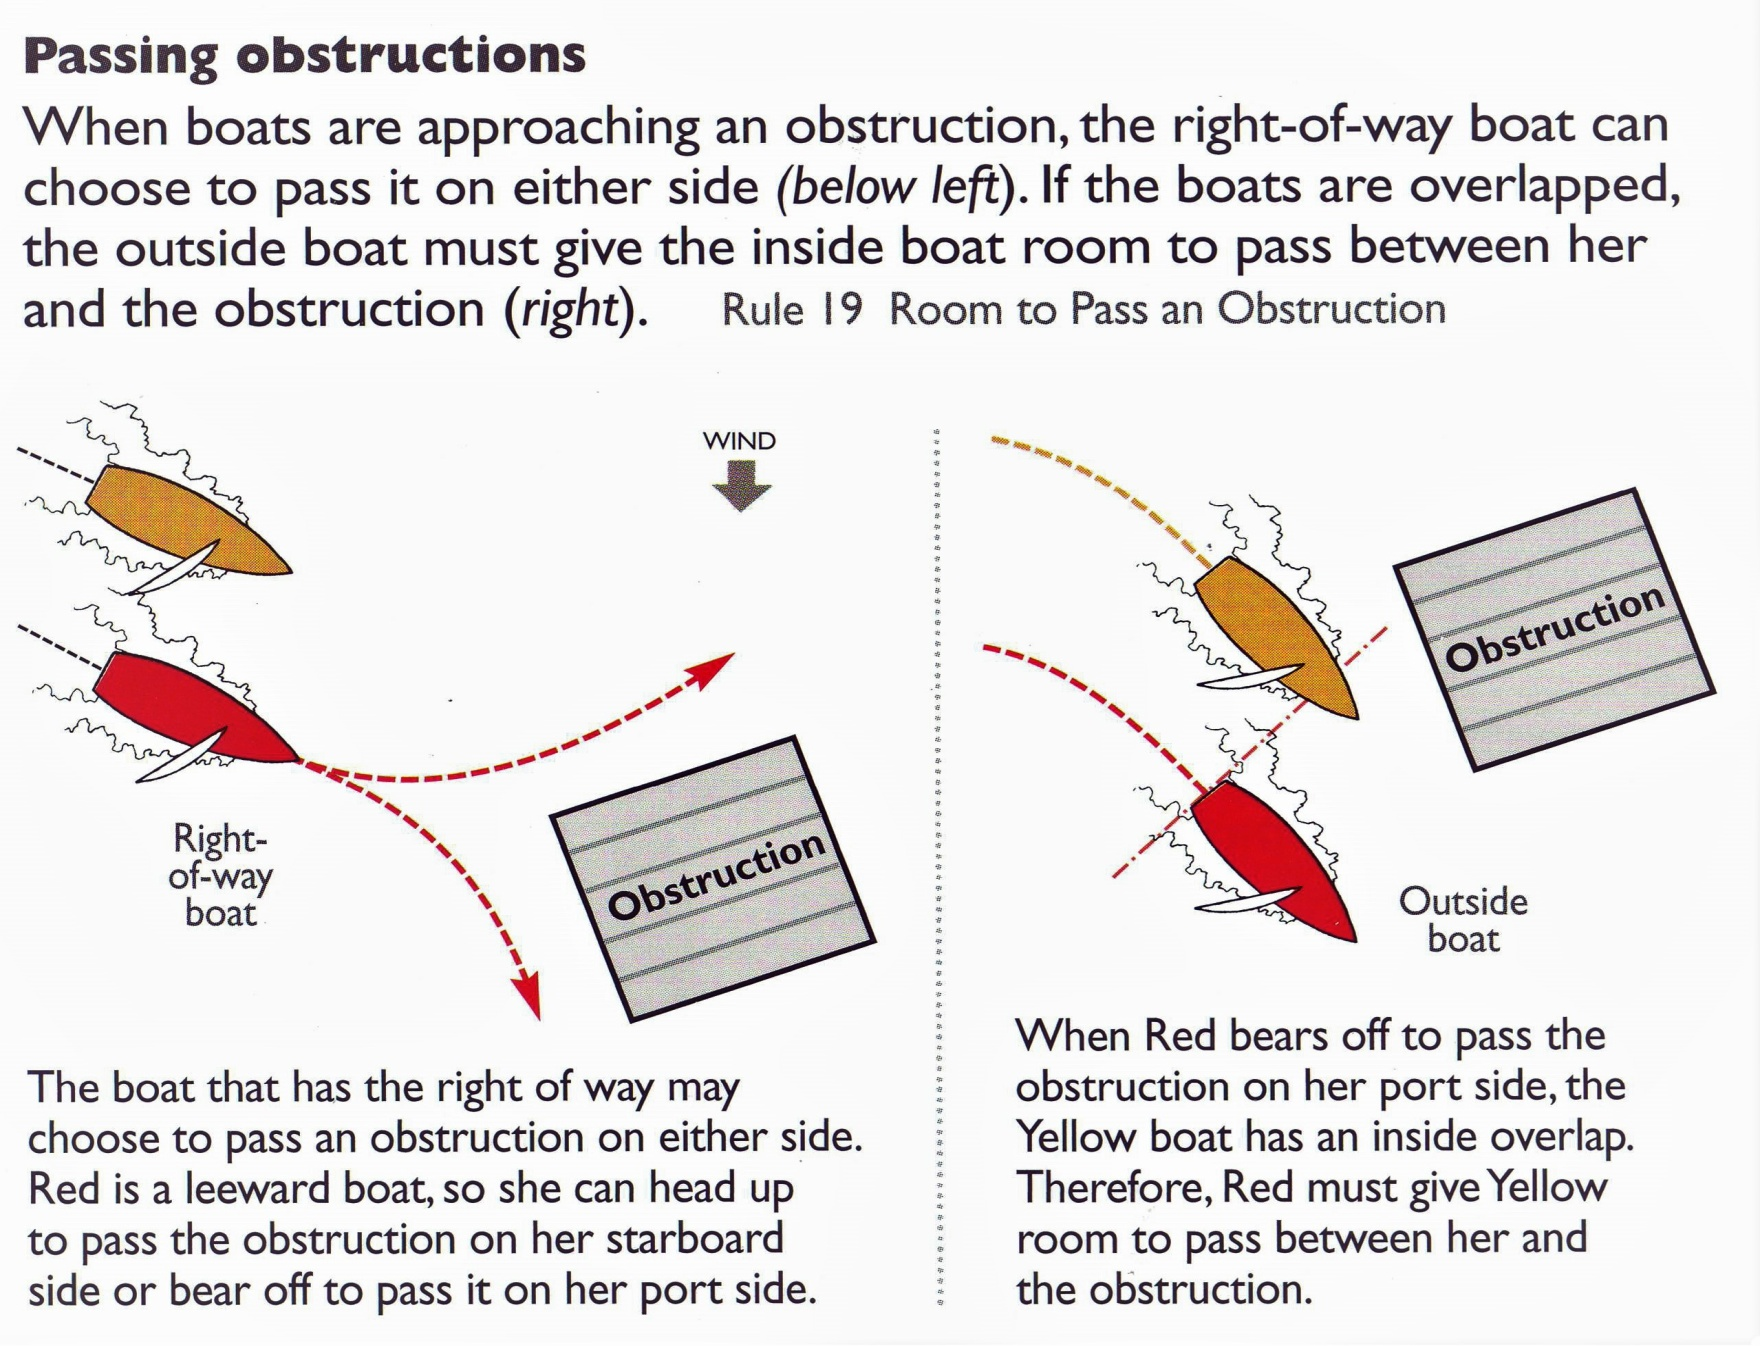 Passing obstructions
When boats are approaching an obstruction, the right-of-way boat can
choose to pass it on either side (below left). If the boats are overlapped,
the outside boat must give the inside boat room to pass between her
and the obstruction (right). Rule 19 Room to Pass an Obstruction
WIND
Obstruction
Right-
of-way
boat
The boat that has the right of way may
choose to pass an obstruction on either side.
Red is a leeward boat, so she can head up
to pass the obstruction on her starboard
side or bear off to pass it on her port side.
Obstruction
Outside
boat
When Red bears off to pass the
obstruction on her port side, the
Yellow boat has an inside overlap.
Therefore, Red must give Yellow
room to pass between her and
the obstruction.